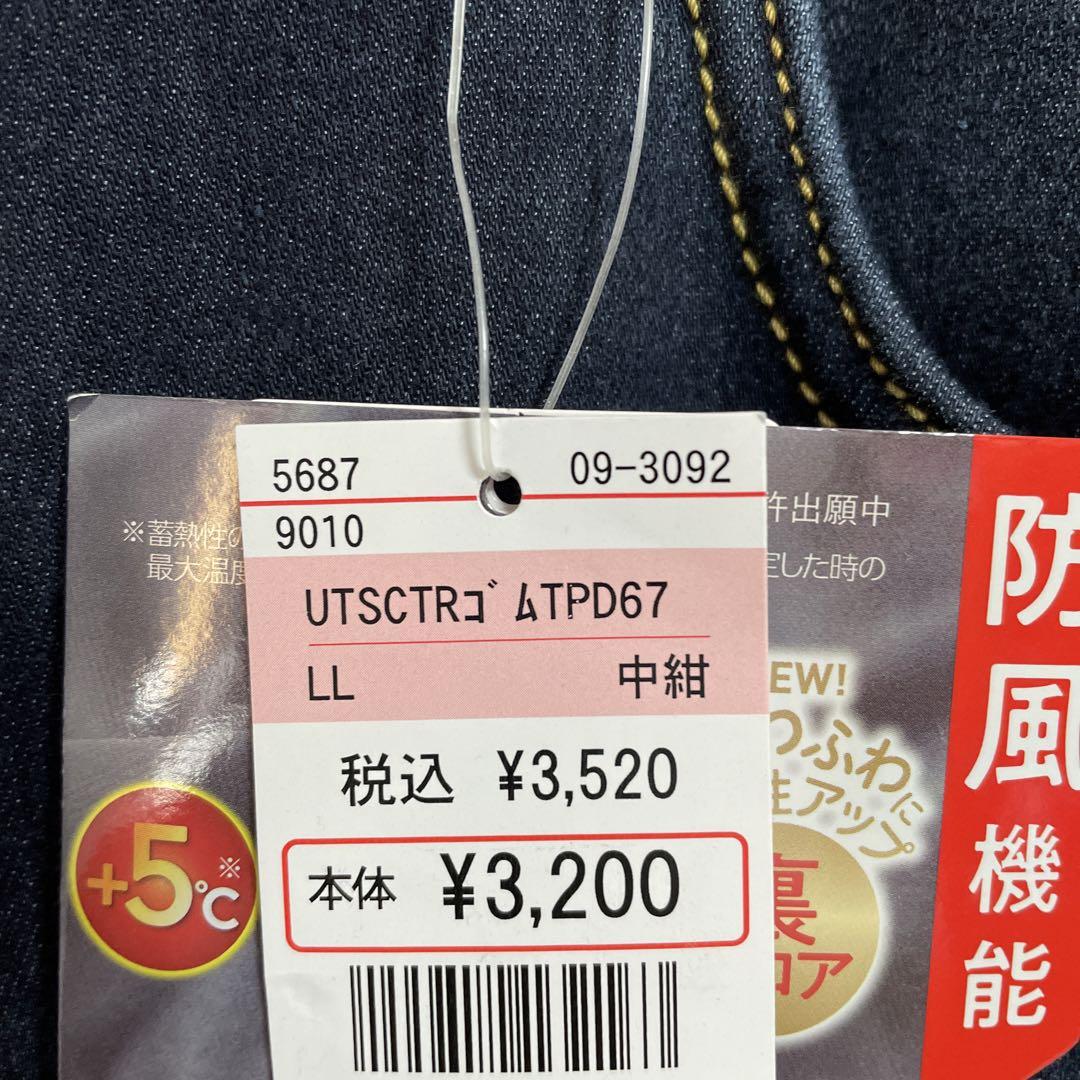 5687 09-3092
9010
UTSCTRｺﾞﾑTPD67
LL 中紺
税込 ¥3,520
本体 ¥3,200
※蓄熱性の
最大温度
許出願中
定した時の
+5℃※
EW!
ふわに
アップ
裏
ロア
防風機能